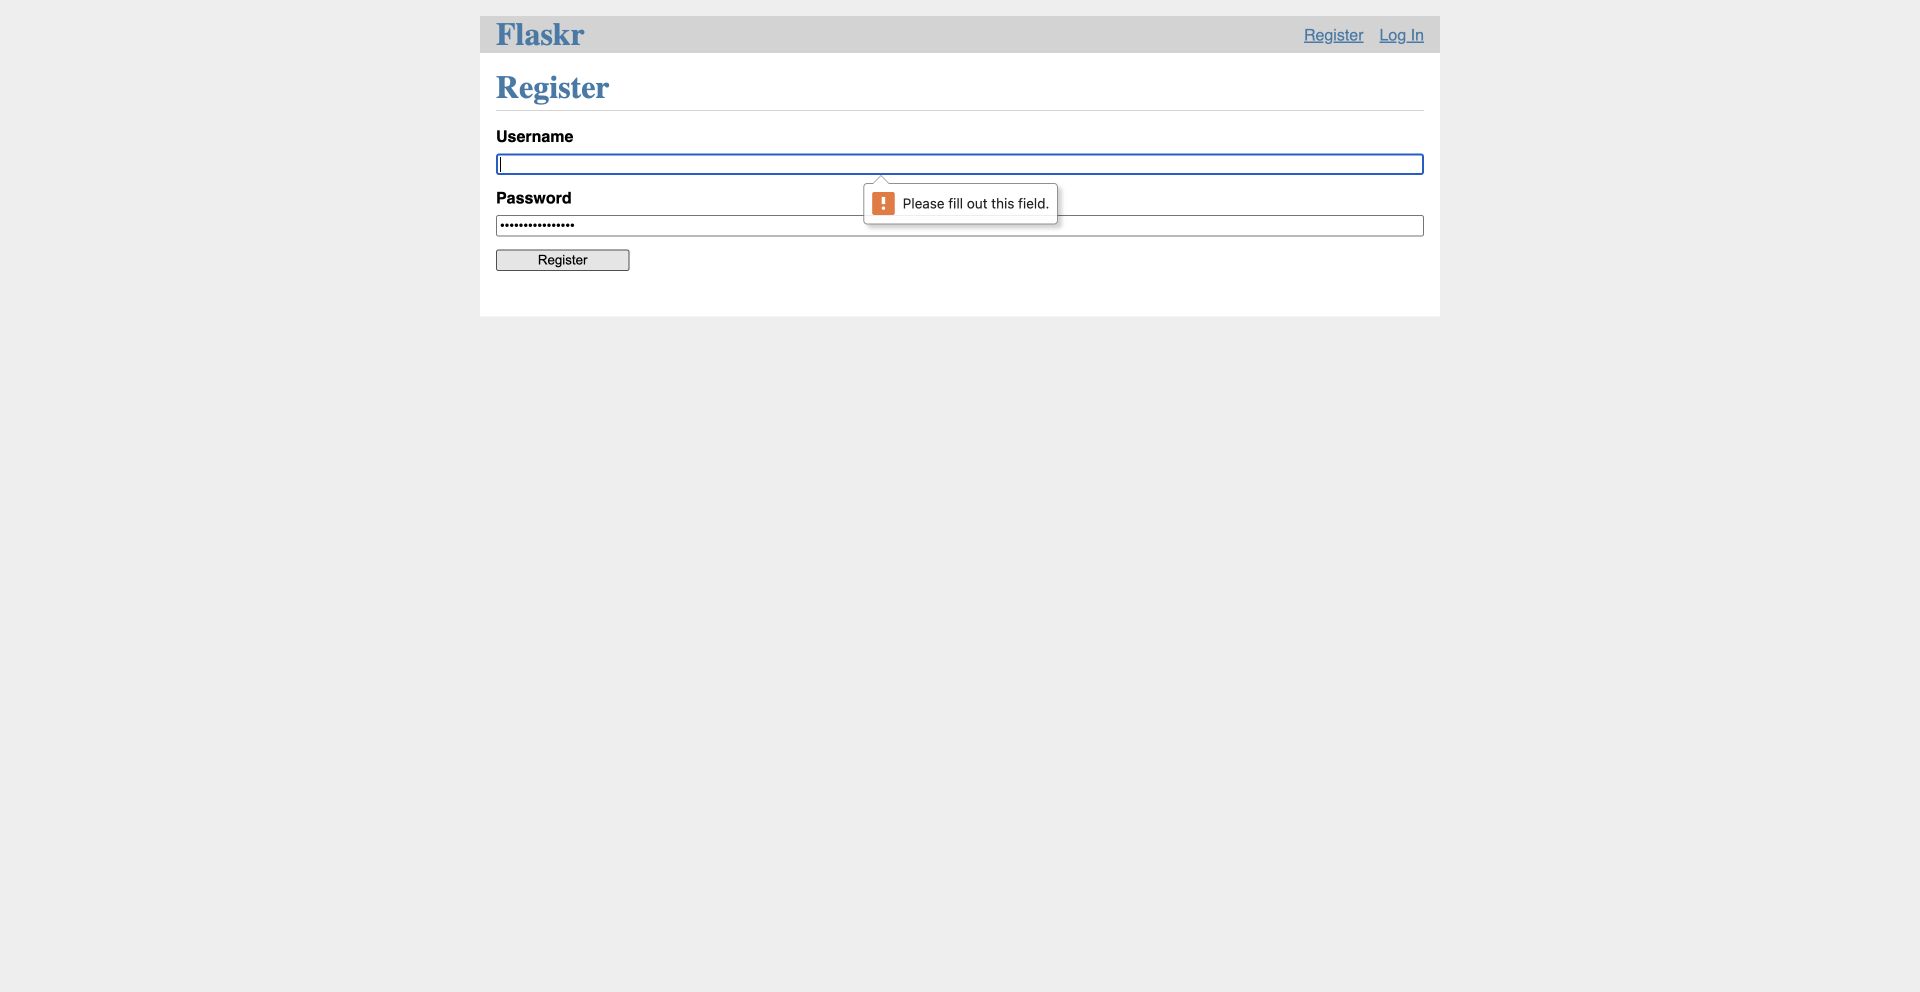 Flaskr
Register Log In
Register
Username
Please fill out this field.
Password
••••••••••••••••
Register